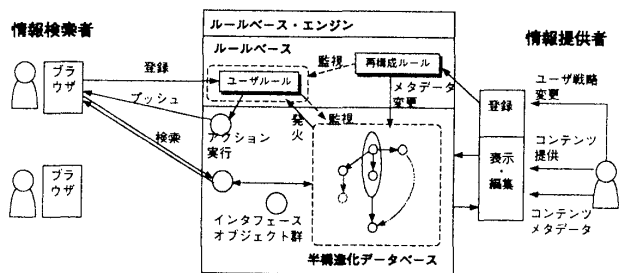 ルールベース・エンジン
情報検索者
ルールベース
情報提供者
ブラ
ウザ
登録
ユーザルール
監視
再構成ルール
メタデータ
変更
プッシュ
発
火
監視
検索
アクション
実行
登録
ユーザ戦略
変更
表示
・
編集
コンテンツ
提供
ブラ
ウザ
インタフェース
オブジェクト群
コンテンツ
メタデータ
半構造化データベース